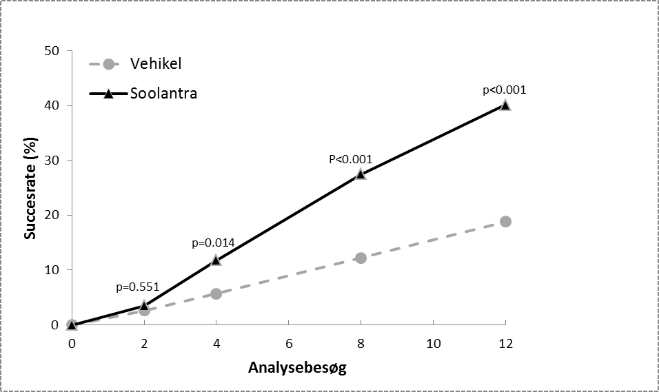 50
40
30
20
10
0
Succesrate (%)
Vehikel
Soolantra
p=0.551
p=0.014
P<0.001
p<0.001
0 2 4 6 8 10 12
Analysebesøg